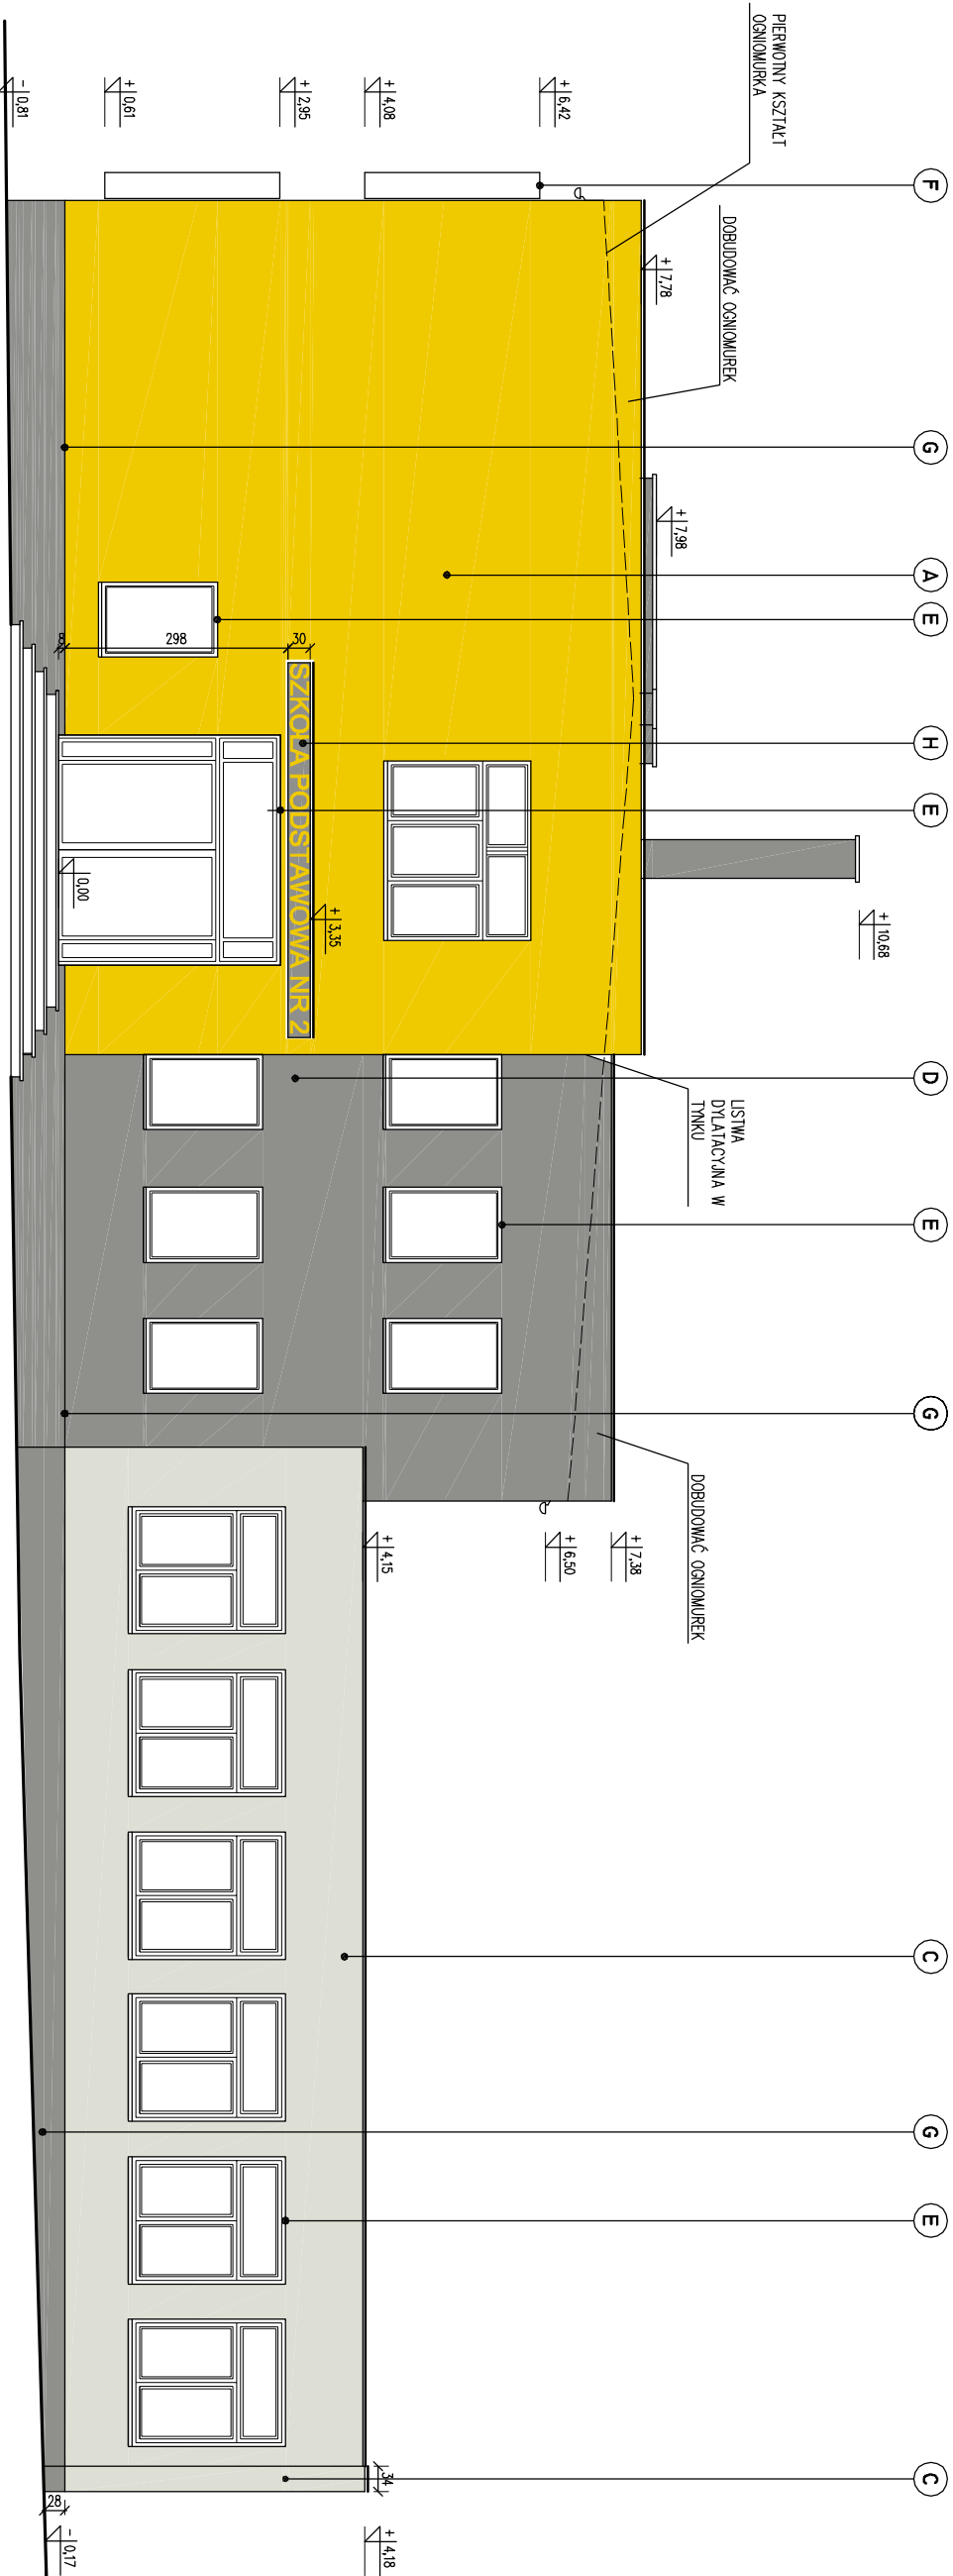 F
G
A
E
H
E
D
E
G
C
G
E
C
PIERWOTNY KSZTAŁT
OGNIOMURKA
DOBUDOWAĆ OGNIOMUREK
LISTWA
DYLATACYJNA W
TYNKU
DOBUDOWAĆ OGNIOMUREK
+ 10,68
+ 7,98
+ 7,78
+ 7,38
+ 6,50
+ 6,42
+ 4,08
+ 4,15
+ 4,18
34
+ 3,35
30
SZKOŁA PODSTAWOWA NR 2
298
8
+ 2,95
+ 0,61
0,00
- 0,81
28
- 0,17